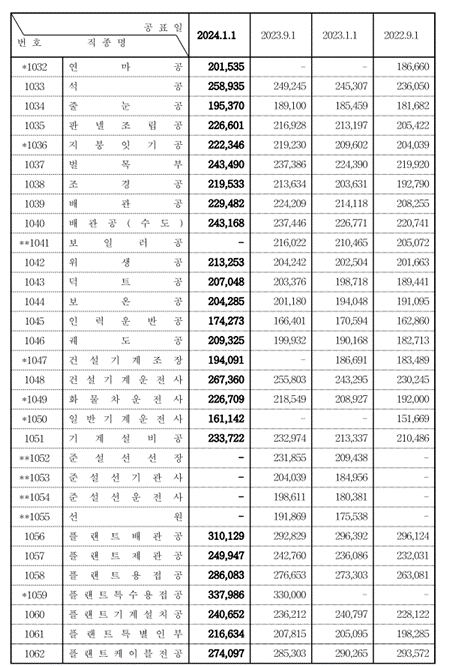 공표일
번호 직종명 2024.1.1 2023.9.1 2023.1.1 2022.9.1
*1032 연마공 201,535 - - 186,660
1033 석공 258,935 249,245 245,307 236,050
1034 줄눈공 195,370 189,100 185,459 181,682
1035 판넬조립공 226,601 216,928 213,197 205,422
*1036 지붕잇기공 222,346 219,230 209,602 204,039
1037 벌목부 243,490 237,386 224,390 219,920
1038 조경공 219,533 213,634 203,631 192,790
1039 배관공 229,482 224,209 214,118 208,255
1040 배관공(수도) 243,168 237,446 226,771 220,741
**1041 보일러공 - 216,022 210,465 205,072
1042 위생공 213,253 204,242 202,504 201,663
1043 덕트공 207,048 203,376 198,718 189,441
1044 보온공 204,285 201,180 194,048 191,095
1045 인력운반공 174,273 166,401 170,594 162,860
1046 궤도공 209,325 199,932 190,168 182,713
*1047 건설기계조장 194,091 - 186,691 183,489
1048 건설기계운전사 267,360 255,803 243,295 230,245
*1049 화물차운전사 226,709 218,549 208,927 192,000
*1050 일반기계운전사 161,142 - - 151,669
1051 기계설비공 233,722 232,974 213,337 210,486
**1052 준설선선장 - 231,855 209,438 -
**1053 준설선기관사 - 204,039 184,956 -
**1054 준설선운전사 - 198,611 180,381 -
**1055 선원 - 191,869 175,538 -
1056 플랜트배관공 310,129 292,829 296,392 296,124
1057 플랜트제관공 249,947 242,760 236,086 232,031
1058 플랜트용접공 286,083 276,653 273,303 263,081
*1059 플랜트특수용접공 337,986 330,000 - -
1060 플랜트기계설치공 240,652 236,212 240,797 228,122
1061 플랜트특별인부 216,634 207,815 205,095 198,285
1062 플랜트케이블전공 274,097 285,303 290,265 293,572